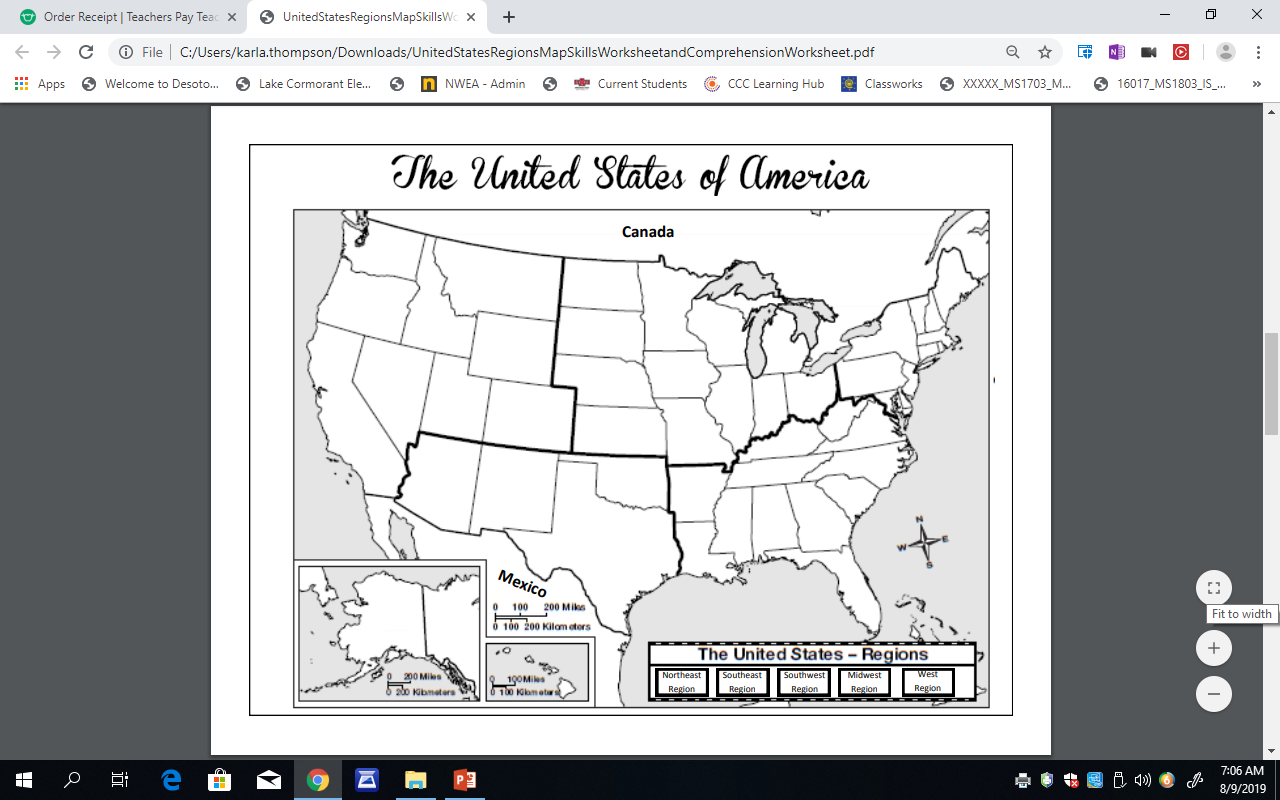 Order Receipt | Teachers Pay Teac
UnitedStatesRegionsMapSkillsWo
File | C:/Users/karla.thompson/Downloads/UnitedStatesRegionsMapSkillsWorksheetandComprehensionWorksheet.pdf
Apps Welcome to Desoto... Lake Cormorant Ele... NWEA - Admin Current Students CCC Learning Hub Classworks XXXXX_MS1703_M... 16017_MS1803_IS_... »
The United States of America
Canada
N
W E
S
Mexico
0 100 200 Miles
0 100 200 Kilometers
0 200 Miles
0 200 Kilometers
0 100 Miles
0 100 Kilometers
The United States – Regions
Northeast Region
Southeast Region
Southwest Region
Midwest Region
West Region
Fit to width
7:06 AM
8/9/2019